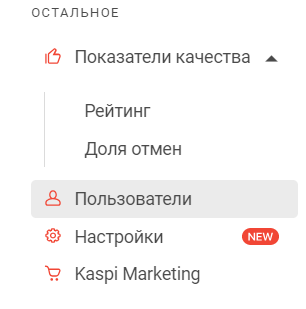 ОСТАЛЬНОЕ
Показатели качества
Рейтинг
Доля отмен
Пользователи
Настройки NEW
Kaspi Marketing